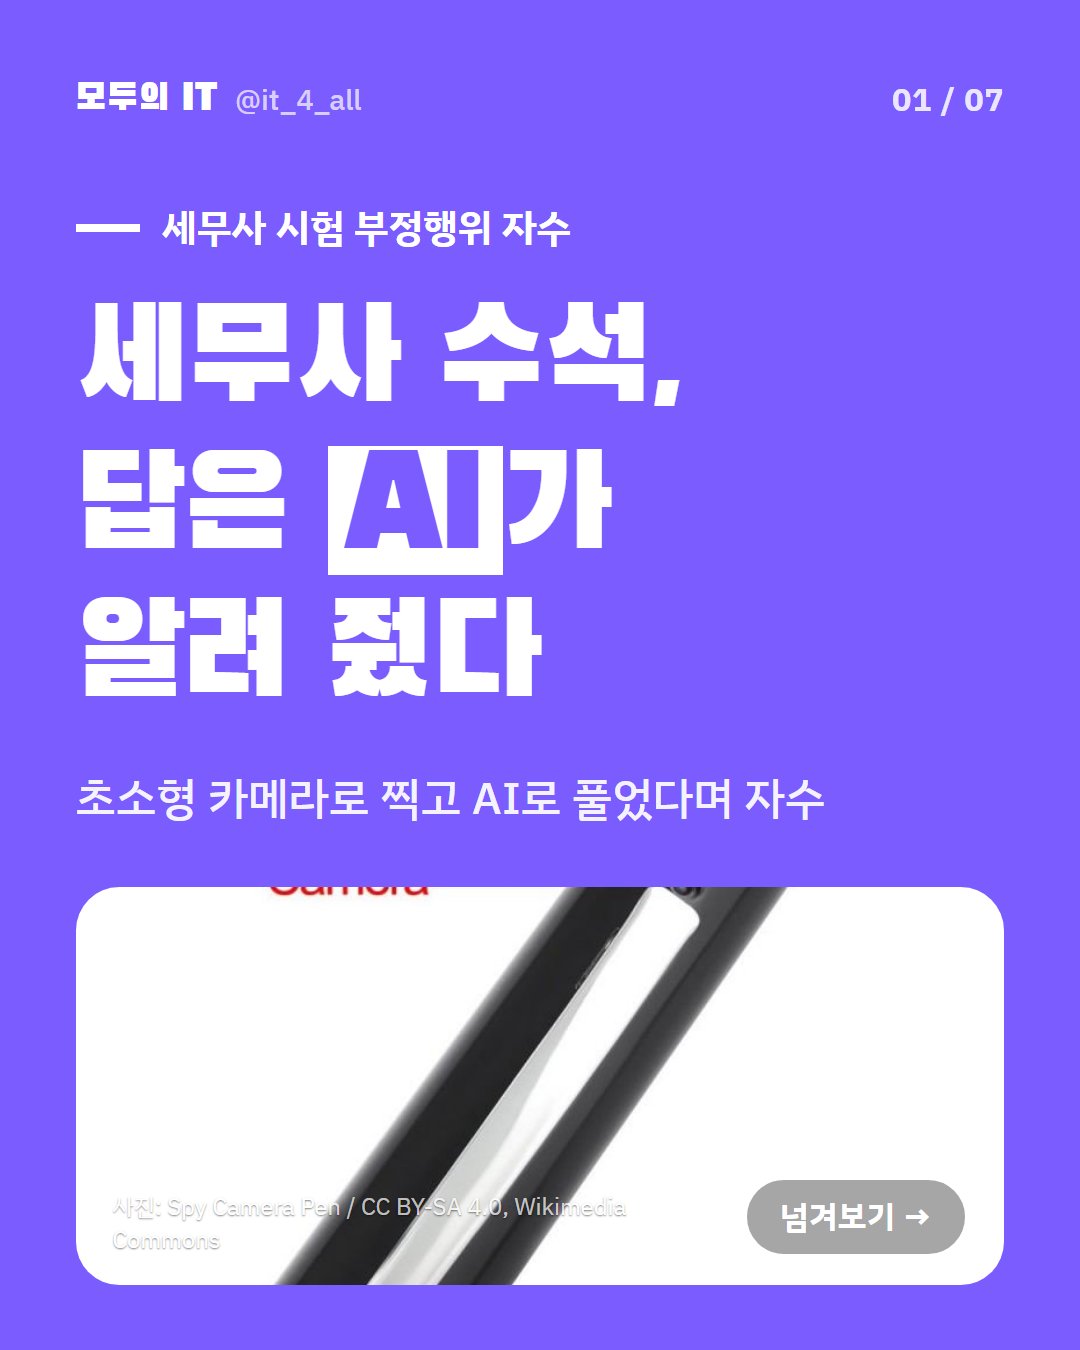 모두의 IT @it_4_all
01 / 07
세무사 시험 부정행위 자수
세무사 수석,
답은 AI가
알려 줬다
초소형 카메라로 찍고 AI로 풀었다며 자수
Camera
사진: Spy Camera Pen / CC BY-SA 4.0, Wikimedia
Commons
넘겨보기 →